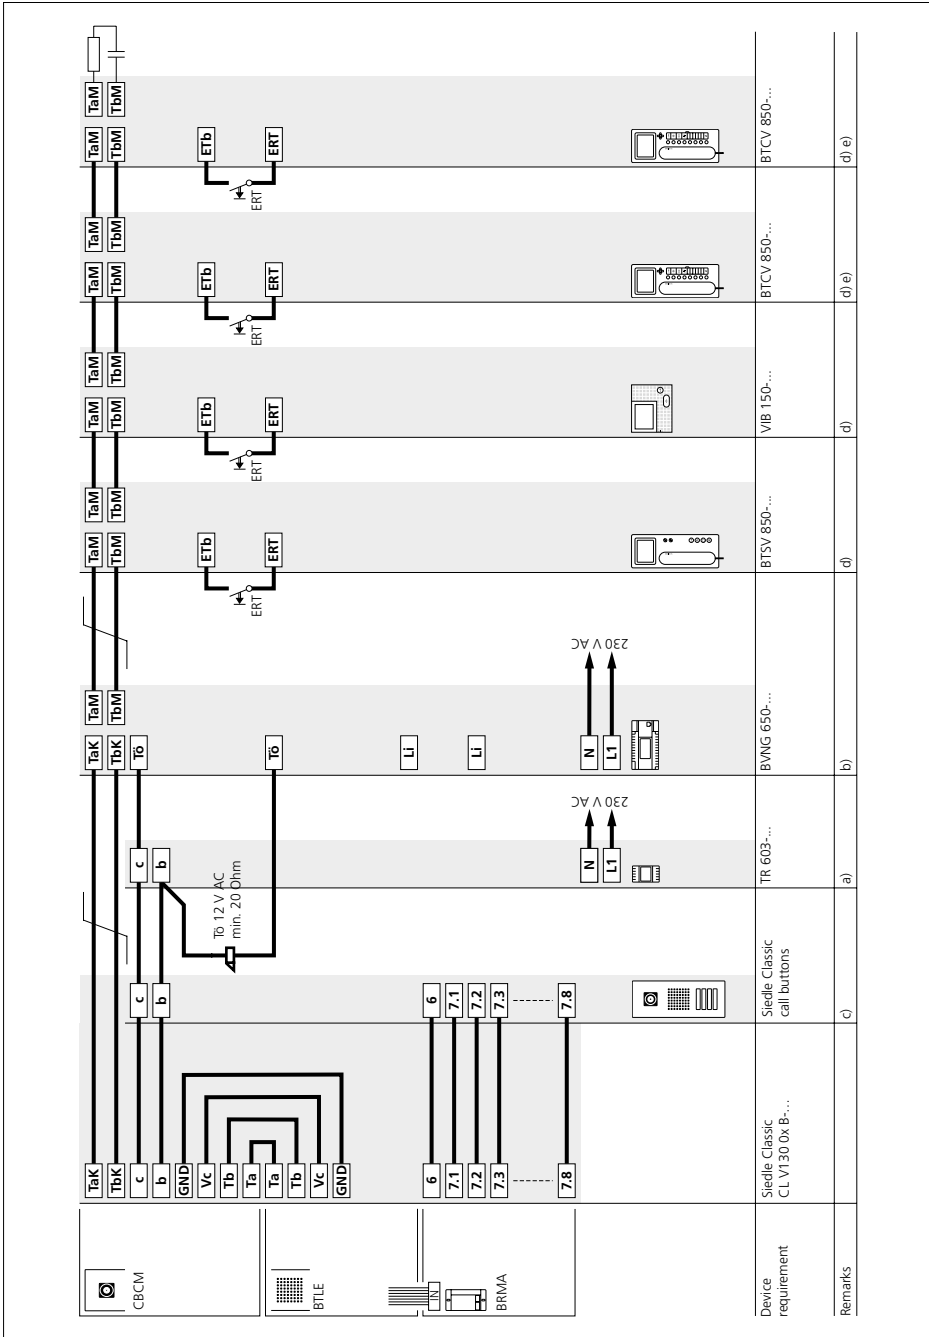 TaK TaK TaM TaM TaM TaM TaM TaM TaM TaM TaM
TbK TbK TbM TbM TbM TbM TbM TbM TbM TbM TbM
CBCM
c c c Tö
b b b
GND
Vc ETb ETb ETb ETb
Tb
Tö 12 V AC
min. 20 Ohm
Ta
ERT ERT ERT ERT
Ta Tö ERT ERT ERT ERT
Tb
BTLE
Vc
GND
Li
IN
6 6
7.1 7.1
7.2 7.2 Li
7.3 7.3
BRMA
7.8 7.8
N N
L1 L1
230 V AC 230 V AC
Device
requirement
Siedle Classic
CL V130 0x B-...
Siedle Classic
call buttons
TR 603-...
BVNG 650-...
BTSV 850-...
VIB 150-...
BTCV 850-...
BTCV 850-...
Remarks
c)
a)
b)
d)
d)
d) e)
d) e)